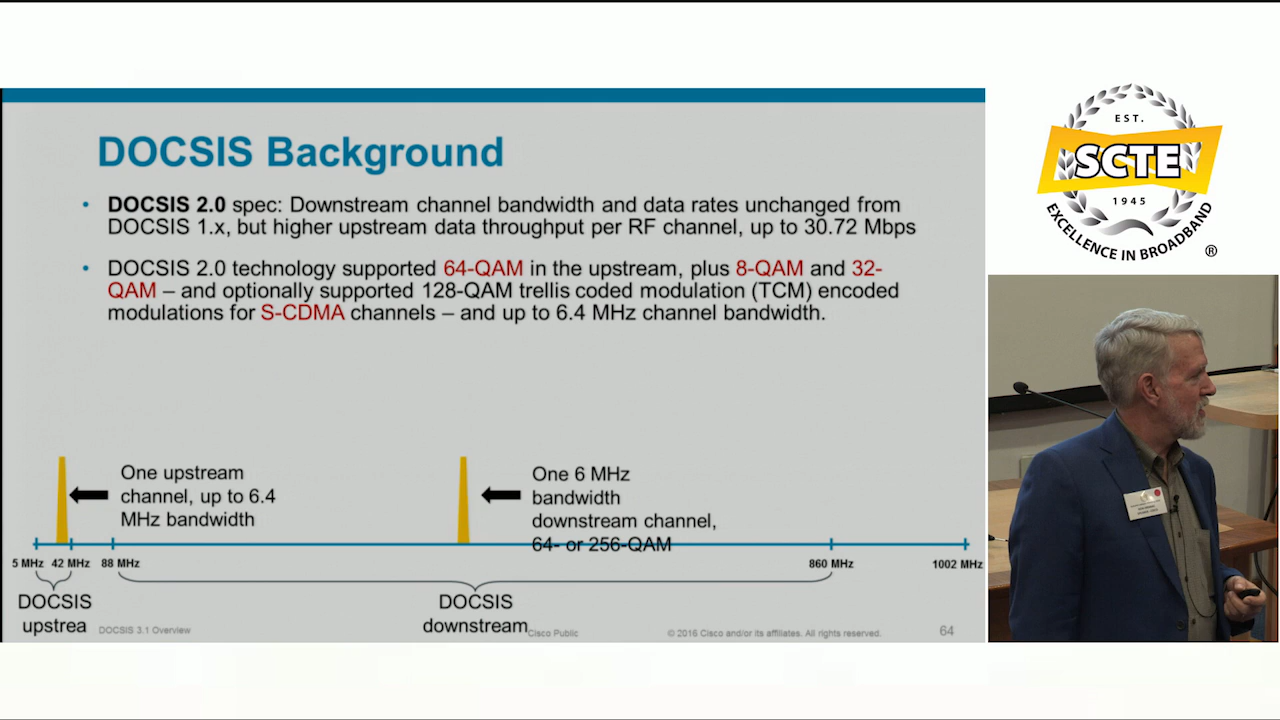 DOCSIS Background
• DOCSIS 2.0 spec: Downstream channel bandwidth and data rates unchanged from
DOCSIS 1.x, but higher upstream data throughput per RF channel, up to 30.72 Mbps
• DOCSIS 2.0 technology supported 64-QAM in the upstream, plus 8-QAM and 32-
QAM – and optionally supported 128-QAM trellis coded modulation (TCM) encoded
modulations for S-CDMA channels – and up to 6.4 MHz channel bandwidth.
One upstream
channel, up to 6.4
MHz bandwidth
One 6 MHz
bandwidth
downstream channel,
64- or 256-QAM
5 MHz 42 MHz 88 MHz 860 MHz 1002 MHz
DOCSIS
upstrea
DOCSIS
downstream
DOCSIS 3.1 Overview
Cisco Public
© 2016 Cisco and/or its affiliates. All rights reserved.
64
EST.
SCTE
1945
EXCELLENCE IN BROADBAND
®